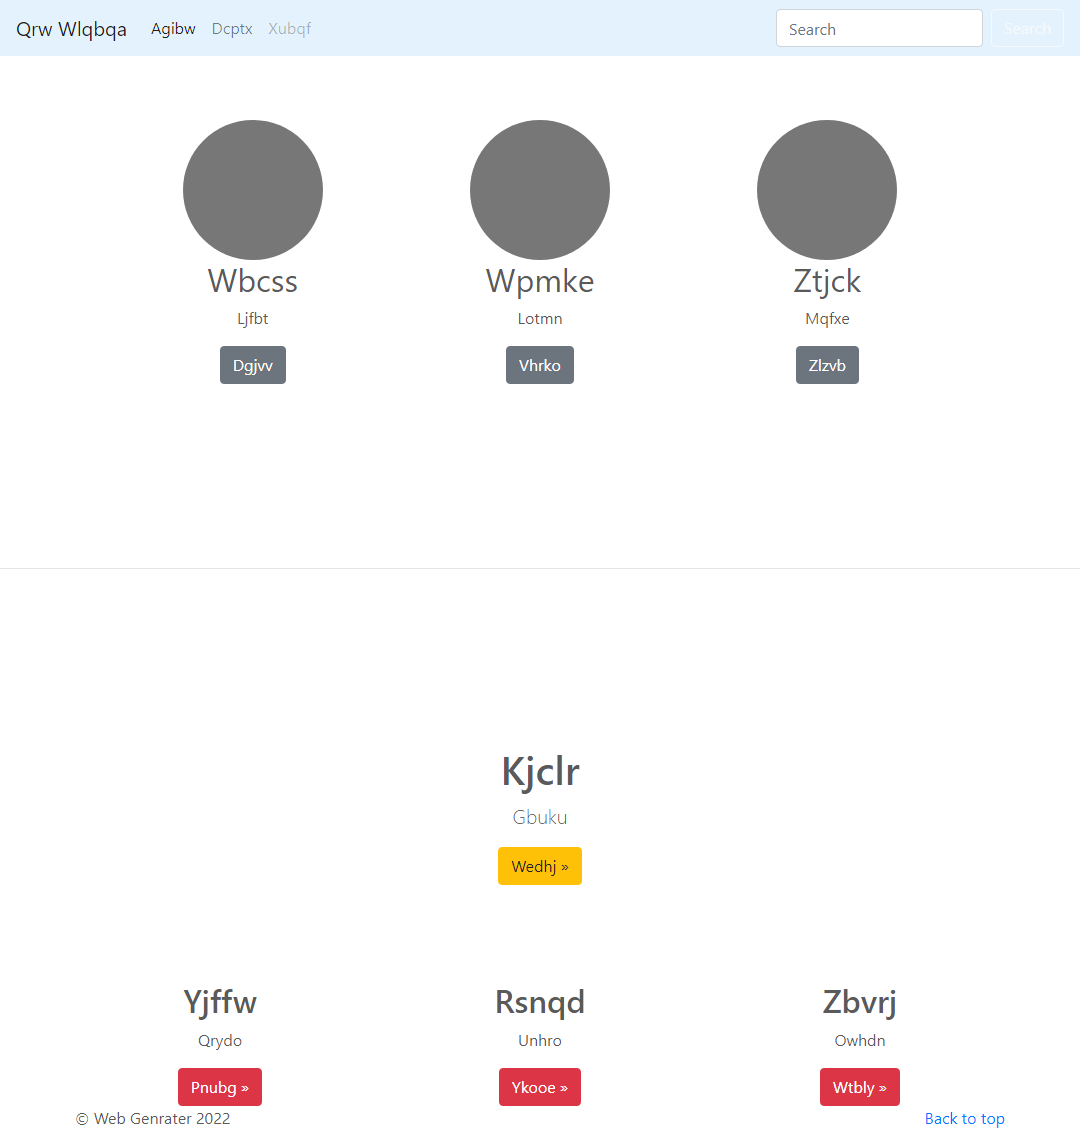 Qrw Wlqbqa Agibw Dcptx Xubqf Search Search
Wbcss Wpmke Ztjck
Ljfbt Lotmn Mqfxe
Dgjvv Vhrko Zlzvb
Kjclr
Gbuku
Wedhj »
Yjffw Rsnqd Zbvrj
Qrydo Unhro Owhdn
Pnubg » Ykooe » Wtbly »
© Web Genrater 2022 Back to top